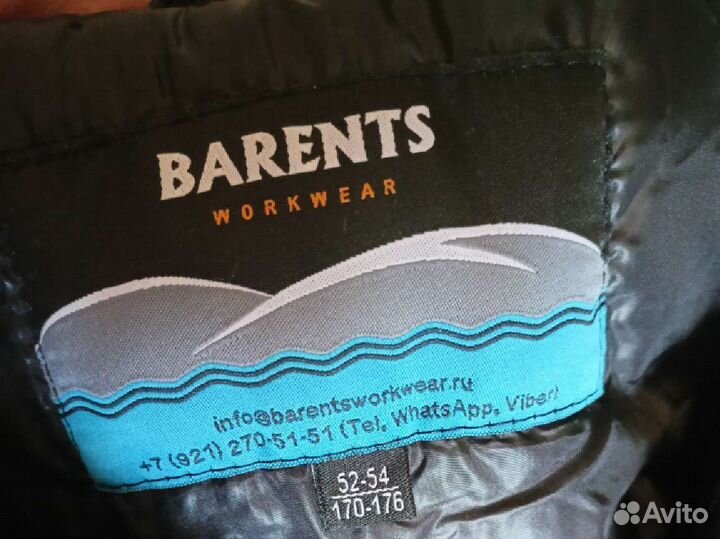 BARENTS
WORKWEAR
info@barentsworkwear.ru
+7 (921) 270-51-51 (Tel, WhatsApp, Viber)
52-54
170-176
Avito